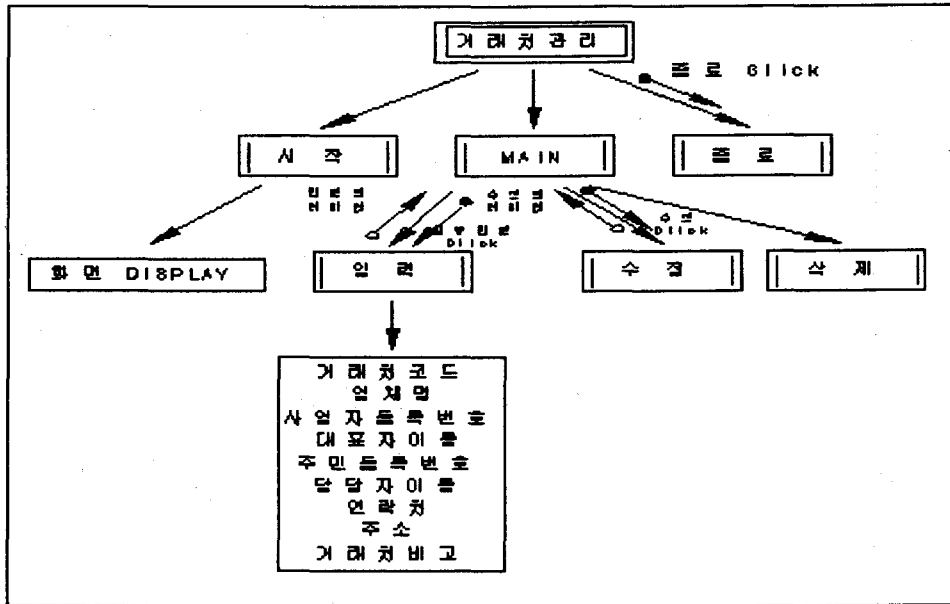 거 래 처 관 리
종 료 Click
시 작
MAIN
종 료
Click
Click
화 면 DISPLAY
입 력
수 정
삭 제
거 래 처 코 드
업 체 명
사 업 자 등 록 번 호
대 표 자 이 름
주 민 등 록 번 호
담 당 자 이 름
연 락 처
주 소
거 래 처 비 고